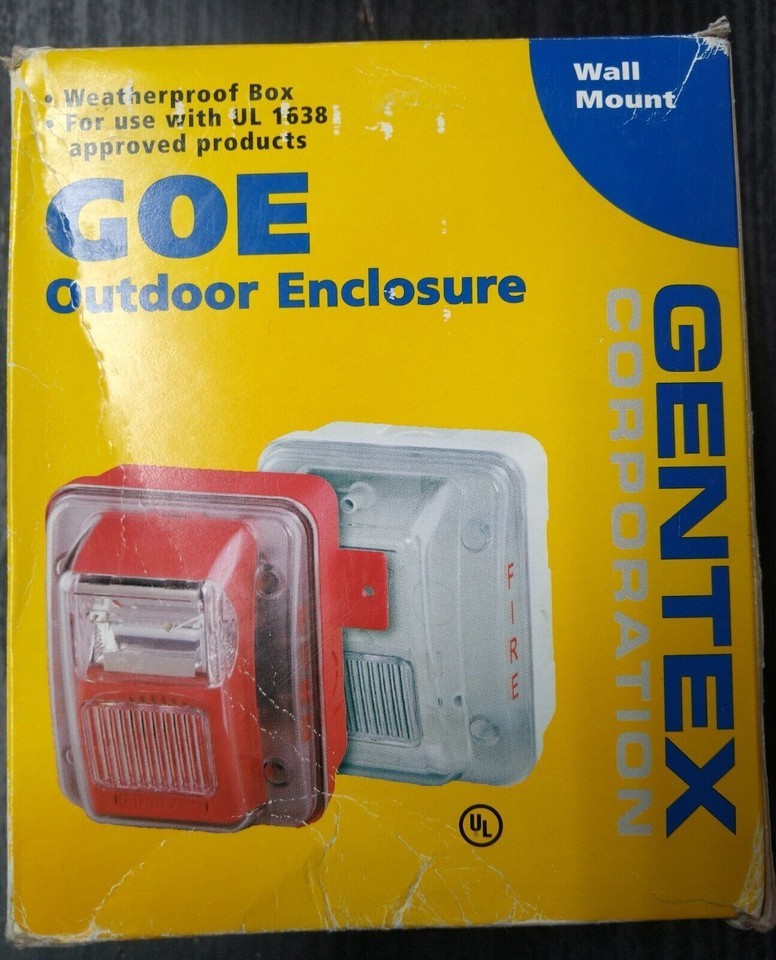 • Weatherproof Box
• For use with UL 1638
approved products
Wall
Mount
GOE
Outdoor Enclosure
GENTEX
CORPORATION
FIRE
UL